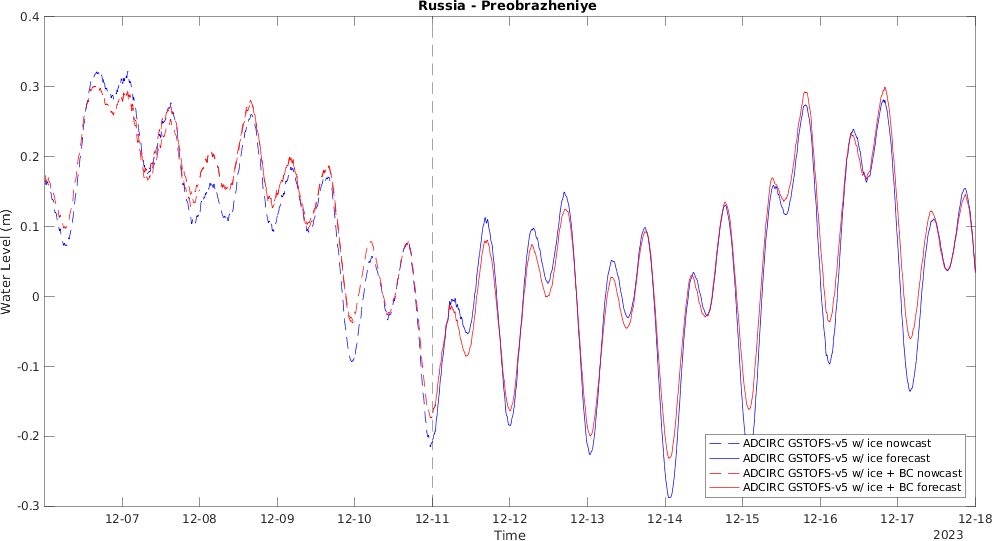 Russia - Preobrazheniye
0.4
0.3
0.2
0.1
0
-0.1
-0.2
-0.3
Water Level (m)
ADCIRC GSTOFS-v5 w/ ice nowcast
ADCIRC GSTOFS-v5 w/ ice forecast
ADCIRC GSTOFS-v5 w/ ice + BC nowcast
ADCIRC GSTOFS-v5 w/ ice + BC forecast
12-07 12-08 12-09 12-10 12-11 12-12 12-13 12-14 12-15 12-16 12-17 12-18
Time
2023